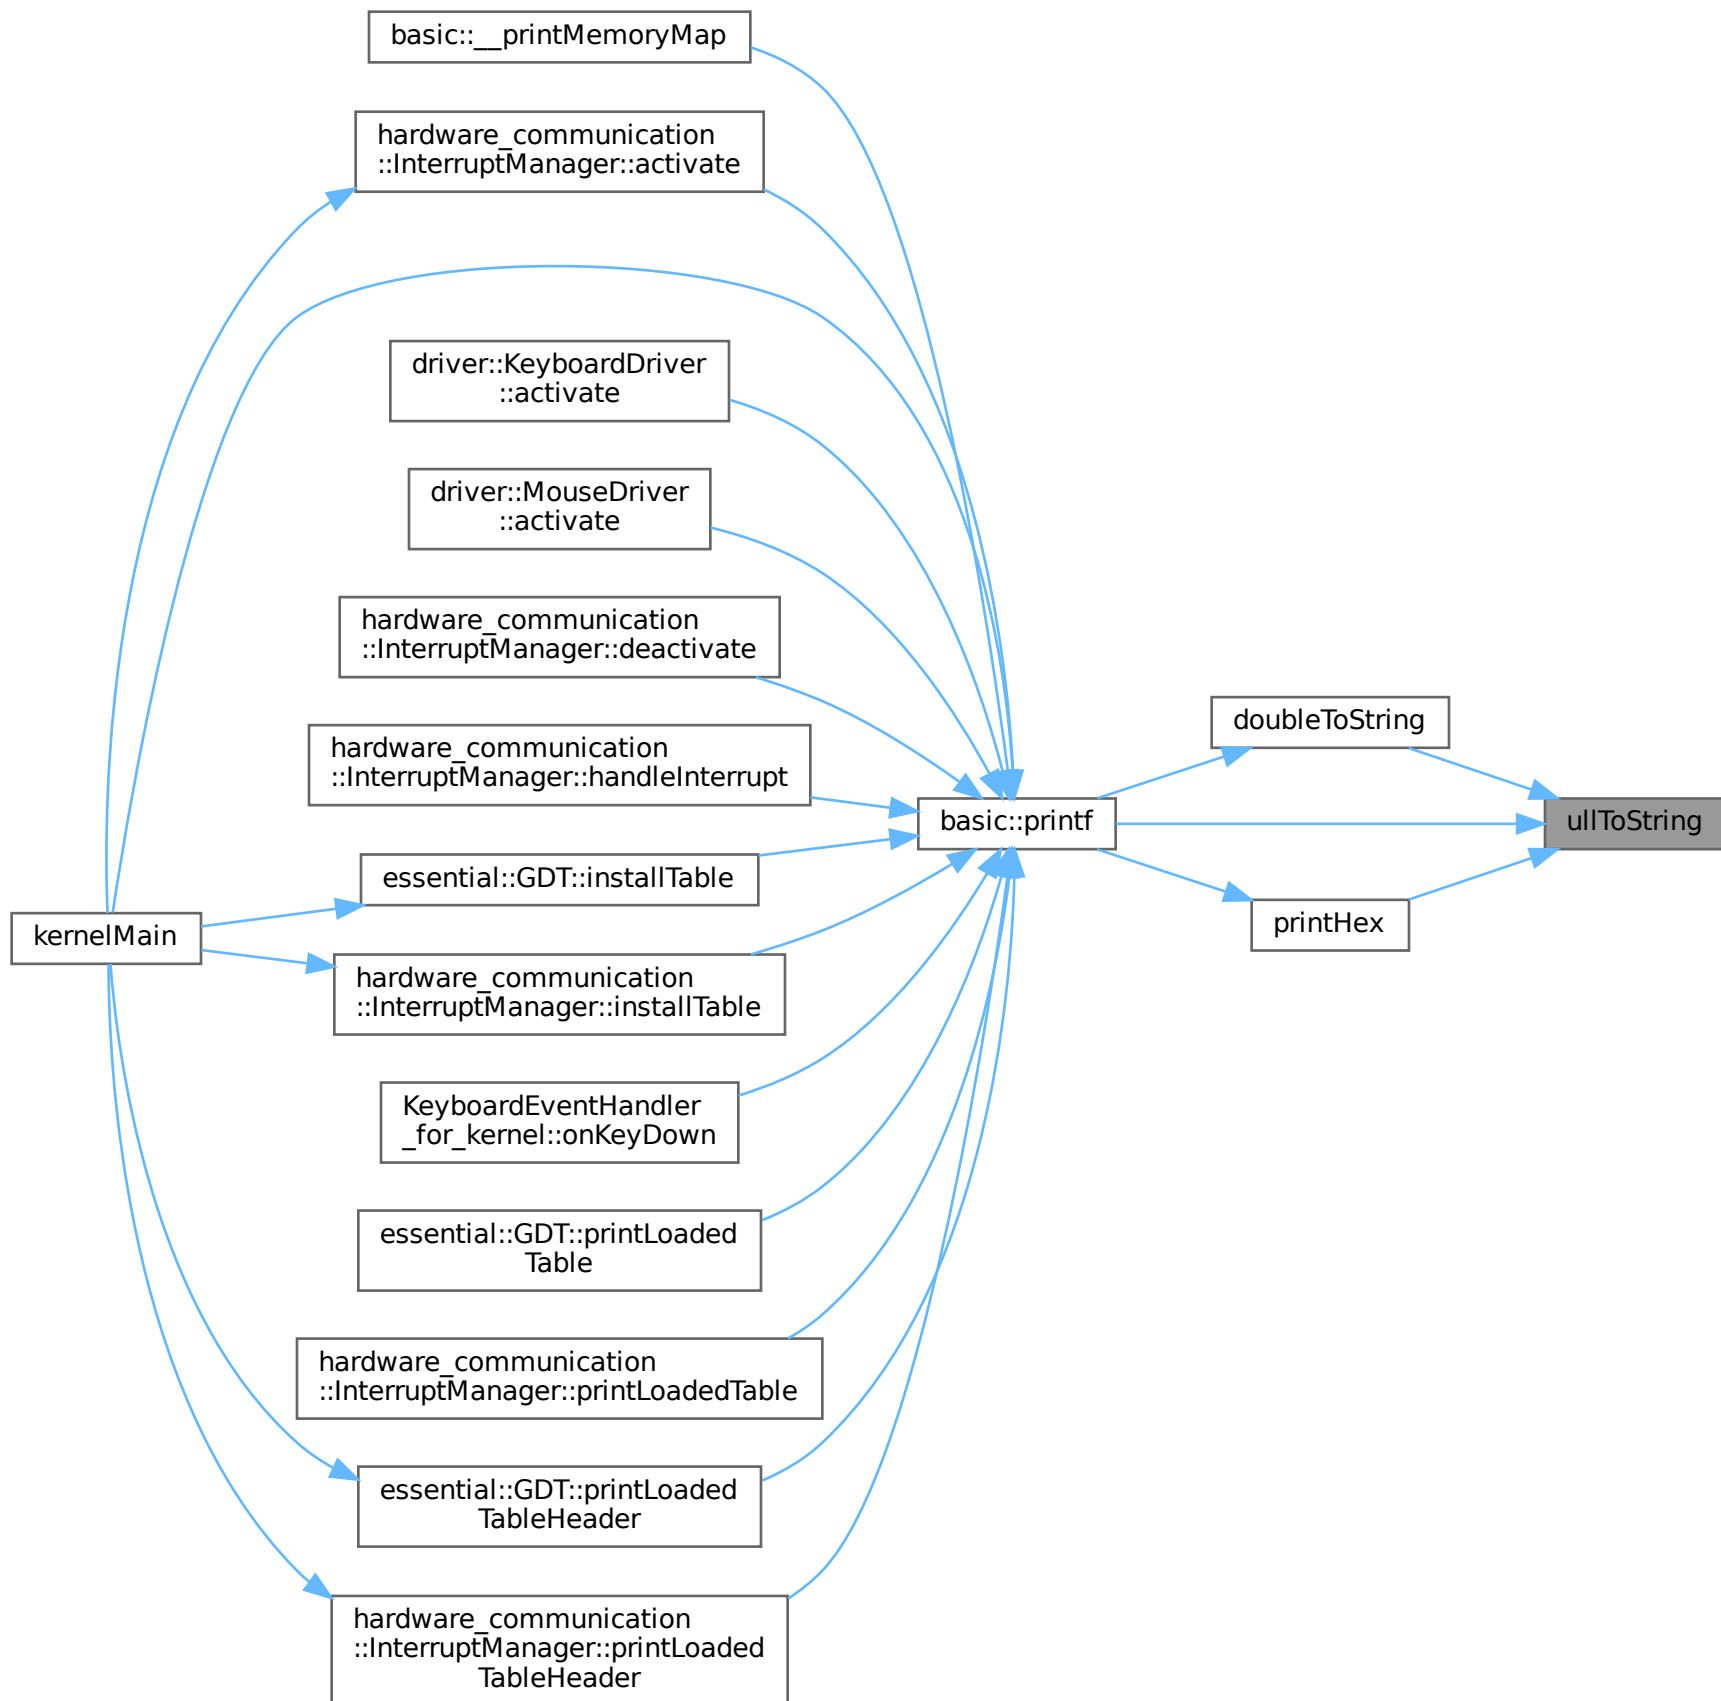 basic::__printMemoryMap
hardware_communication
::InterruptManager::activate
driver::KeyboardDriver
::activate
driver::MouseDriver
::activate
hardware_communication
::InterruptManager::deactivate
hardware_communication
::InterruptManager::handleInterrupt
essential::GDT::installTable
kernelMain
hardware_communication
::InterruptManager::installTable
KeyboardEventHandler
_for_kernel::onKeyDown
essential::GDT::printLoaded
Table
hardware_communication
::InterruptManager::printLoadedTable
essential::GDT::printLoaded
TableHeader
hardware_communication
::InterruptManager::printLoaded
TableHeader
basic::printf
doubleToString
printHex
ullToString